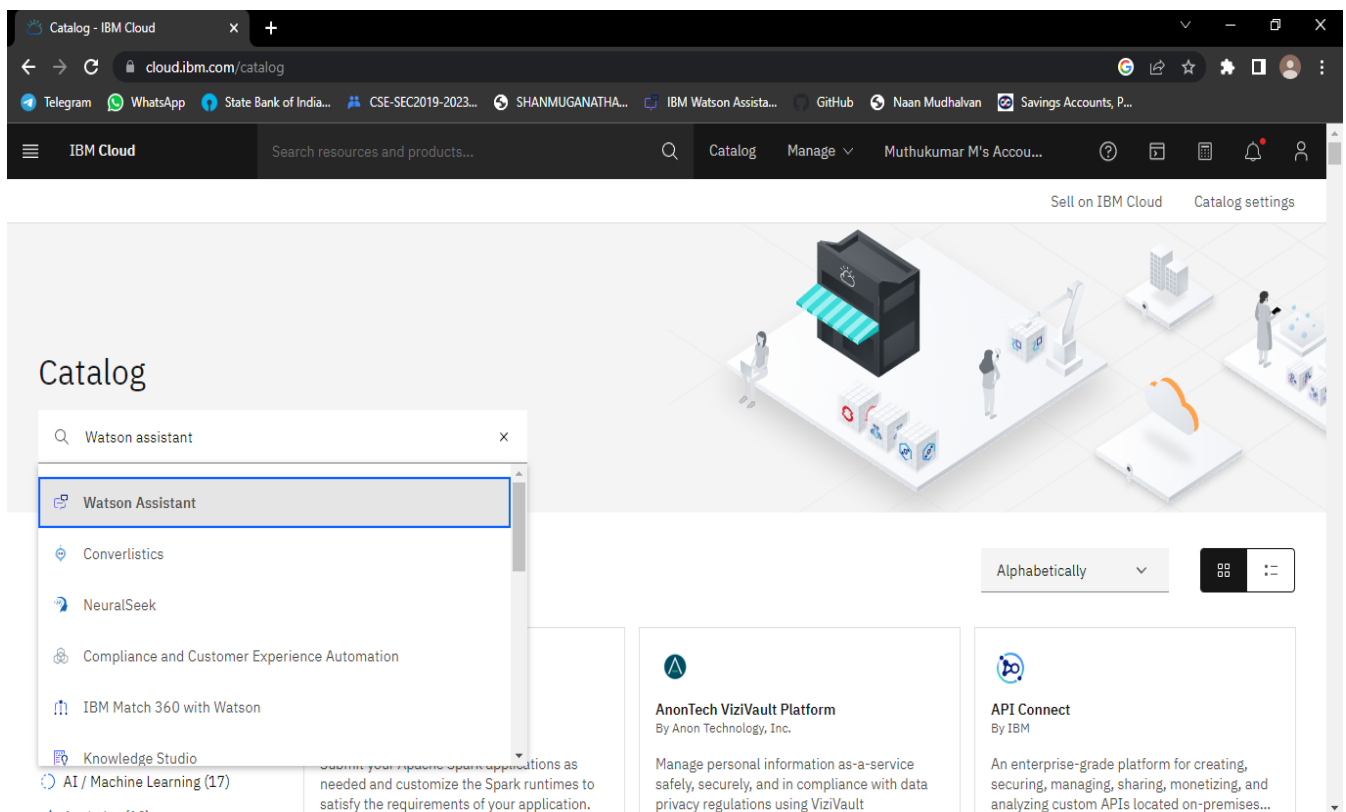 Catalog - IBM Cloud
cloud.ibm.com/catalog
Telegram WhatsApp State Bank of India... CSE-SEC2019-2023... SHANMUGANATHA... IBM Watson Assista... GitHub Naan Mudhalvan Savings Accounts, P...
IBM Cloud Search resources and products... Catalog Manage Muthukumar M's Accou...
Sell on IBM Cloud Catalog settings
Catalog
Watson assistant
Watson Assistant
Converlistics
NeuralSeek
Compliance and Customer Experience Automation
IBM Match 360 with Watson
Knowledge Studio
AI / Machine Learning (17)
Alphabetically
Submit your Apache Spark applications as
needed and customize the Spark runtimes to
satisfy the requirements of your application.
AnonTech ViziVault Platform
By Anon Technology, Inc.
Manage personal information as-a-service
safely, securely, and in compliance with data
privacy regulations using ViziVault
API Connect
By IBM
An enterprise-grade platform for creating,
securing, managing, sharing, monetizing, and
analyzing custom APIs located on-premises...